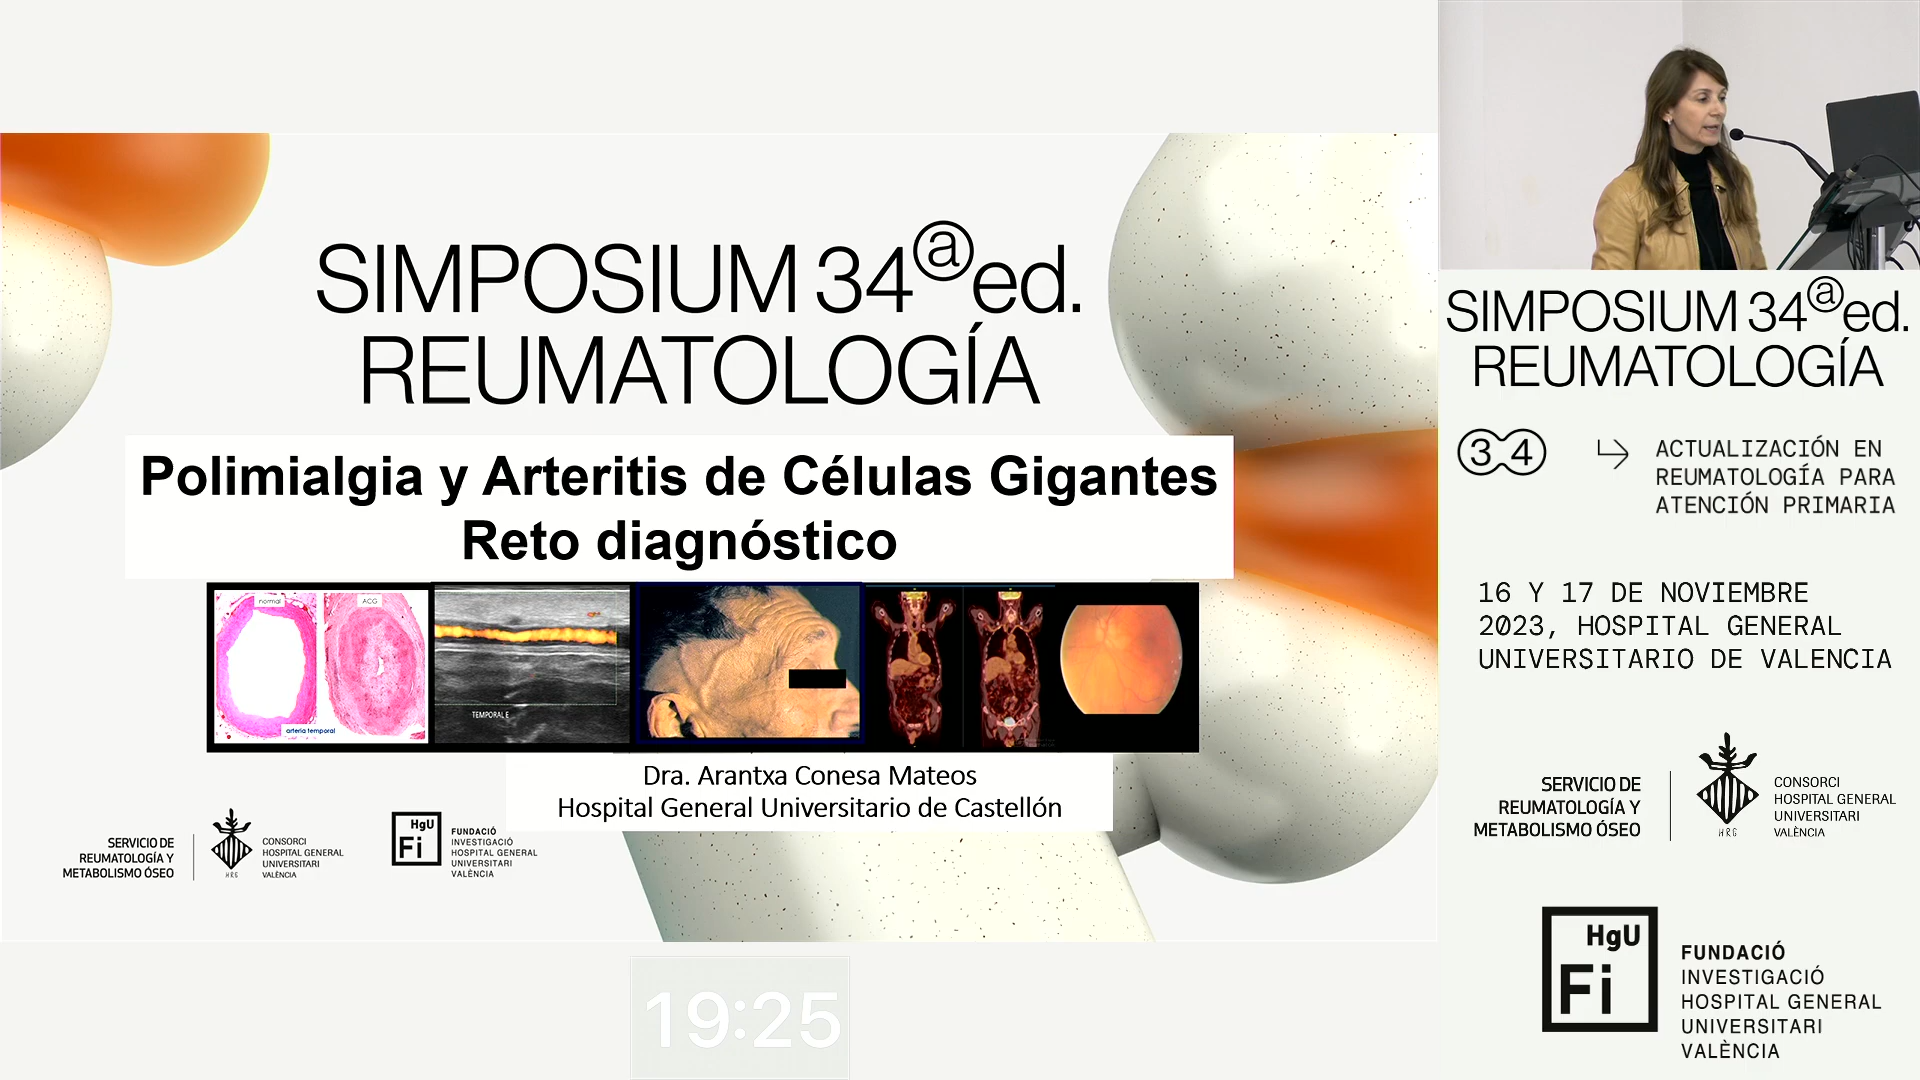 SIMPOSIUM 34ª ed.
REUMATOLOGÍA
Polimialgia y Arteritis de Células Gigantes
Reto diagnóstico
normal
ACG
arteria temporal
TEMPORAL E
Dra. Arantxa Conesa Mateos
Hospital General Universitario de Castellón
SERVICIO DE
REUMATOLOGÍA Y
METABOLISMO ÓSEO
HRG
CONSORCI
HOSPITAL GENERAL
UNIVERSITARI
VALÈNCIA
HgU
Fi
FUNDACIÓ
INVESTIGACIÓ
HOSPITAL GENERAL
UNIVERSITARI
VALÈNCIA
19:25
SIMPOSIUM 34ª ed.
REUMATOLOGÍA
34
ACTUALIZACIÓN EN
REUMATOLOGÍA PARA
ATENCIÓN PRIMARIA
16 Y 17 DE NOVIEMBRE
2023, HOSPITAL GENERAL
UNIVERSITARIO DE VALENCIA
SERVICIO DE
REUMATOLOGÍA Y
METABOLISMO ÓSEO
HRG
CONSORCI
HOSPITAL GENERAL
UNIVERSITARI
VALÈNCIA
HgU
Fi
FUNDACIÓ
INVESTIGACIÓ
HOSPITAL GENERAL
UNIVERSITARI
VALÈNCIA